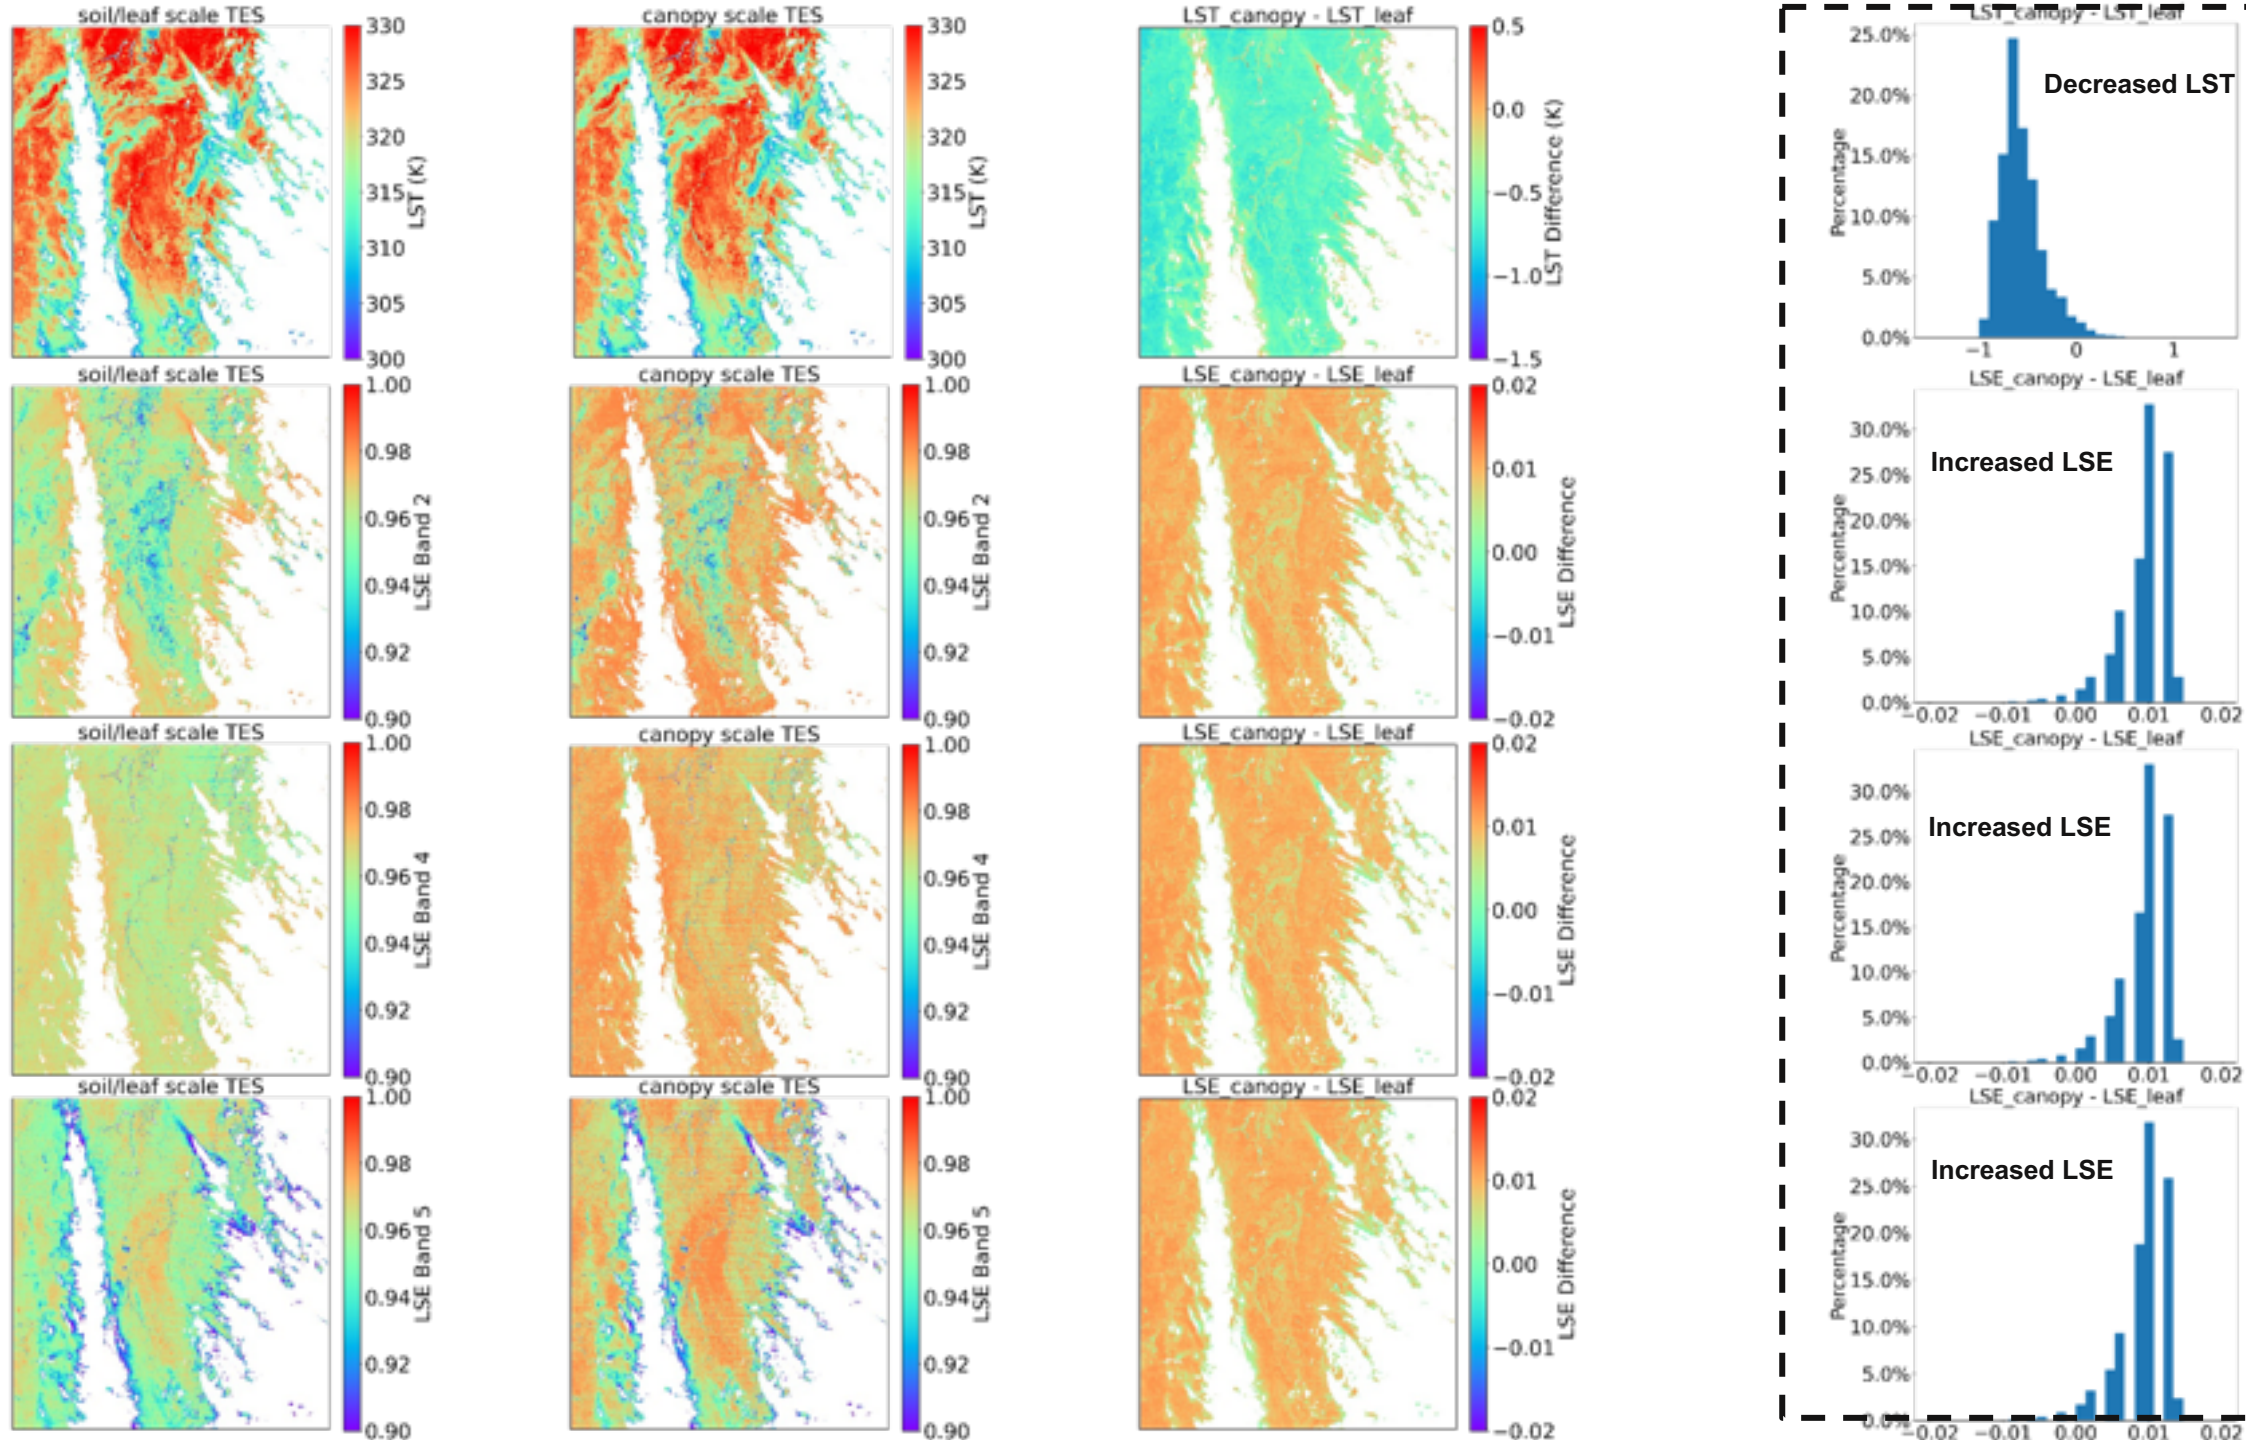 soil/leaf scale TES
330
325
320
315
310
305
300
LST (K)
canopy scale TES
330
325
320
315
310
305
300
LST (K)
LST_canopy - LST_leaf
0.5
0.0
−0.5
−1.0
−1.5
LST Difference (K)
LST_canopy - LST_leaf
Decreased LST
25.0%
20.0%
15.0%
10.0%
5.0%
0.0%
Percentage
−1 0 1
soil/leaf scale TES
1.00
0.98
0.96
0.94
0.92
0.90
LSE Band 2
canopy scale TES
1.00
0.98
0.96
0.94
0.92
0.90
LSE Band 2
LSE_canopy - LSE_leaf
0.02
0.01
0.00
−0.01
−0.02
LSE Difference
LSE_canopy - LSE_leaf
Increased LSE
30.0%
25.0%
20.0%
15.0%
10.0%
5.0%
0.0%
Percentage
−0.02 −0.01 0.00 0.01 0.02
soil/leaf scale TES
1.00
0.98
0.96
0.94
0.92
0.90
LSE Band 4
canopy scale TES
1.00
0.98
0.96
0.94
0.92
0.90
LSE Band 4
LSE_canopy - LSE_leaf
0.02
0.01
0.00
−0.01
−0.02
LSE Difference
LSE_canopy - LSE_leaf
Increased LSE
30.0%
25.0%
20.0%
15.0%
10.0%
5.0%
0.0%
Percentage
−0.02 −0.01 0.00 0.01 0.02
soil/leaf scale TES
1.00
0.98
0.96
0.94
0.92
0.90
LSE Band 5
canopy scale TES
1.00
0.98
0.96
0.94
0.92
0.90
LSE Band 5
LSE_canopy - LSE_leaf
0.02
0.01
0.00
−0.01
−0.02
LSE Difference
LSE_canopy - LSE_leaf
Increased LSE
30.0%
25.0%
20.0%
15.0%
10.0%
5.0%
0.0%
Percentage
−0.02 −0.01 0.00 0.01 0.02